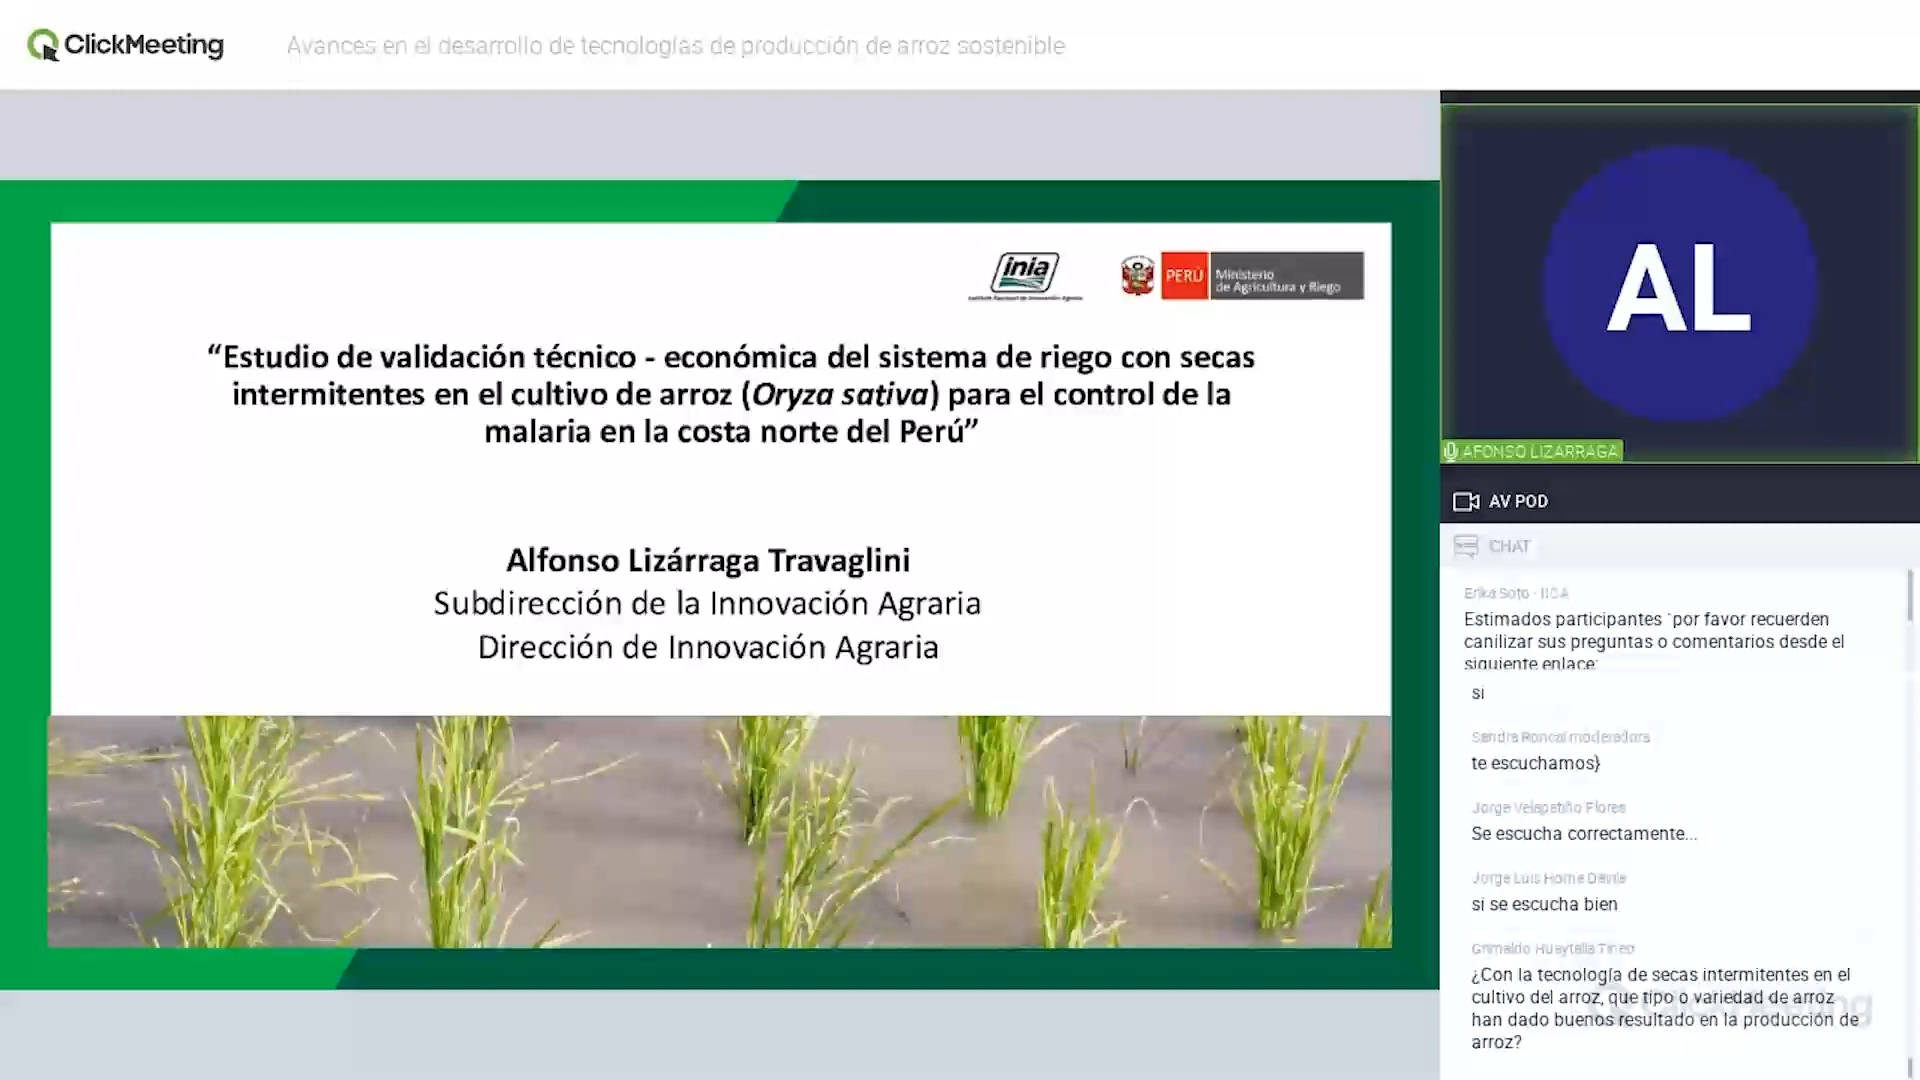 ClickMeeting
Avances en el desarrollo de tecnologías de producción de arroz sostenible
inia
PERÚ
Ministerio
de Agricultura y Riego
“Estudio de validación técnico - económica del sistema de riego con secas
intermitentes en el cultivo de arroz (Oryza sativa) para el control de la
malaria en la costa norte del Perú”
Alfonso Lizárraga Travaglini
Subdirección de la Innovación Agraria
Dirección de Innovación Agraria
AL
AFONSO LIZARRAGA
AV POD
CHAT
Erika Soto - IICA
Estimados participantes ¨por favor recuerden
canilizar sus preguntas o comentarios desde el
siguiente enlace:
si
Sandra Roncal moderadora
te escuchamos}
Jorge Velapatiño Flores
Se escucha correctamente...
Jorge Luis Horna Davila
si se escucha bien
Grimaldo Huaytalla Tineo
¿Con la tecnología de secas intermitentes en el
cultivo del arroz, que tipo o variedad de arroz
han dado buenos resultado en la producción de
arroz?
ClickMeeting